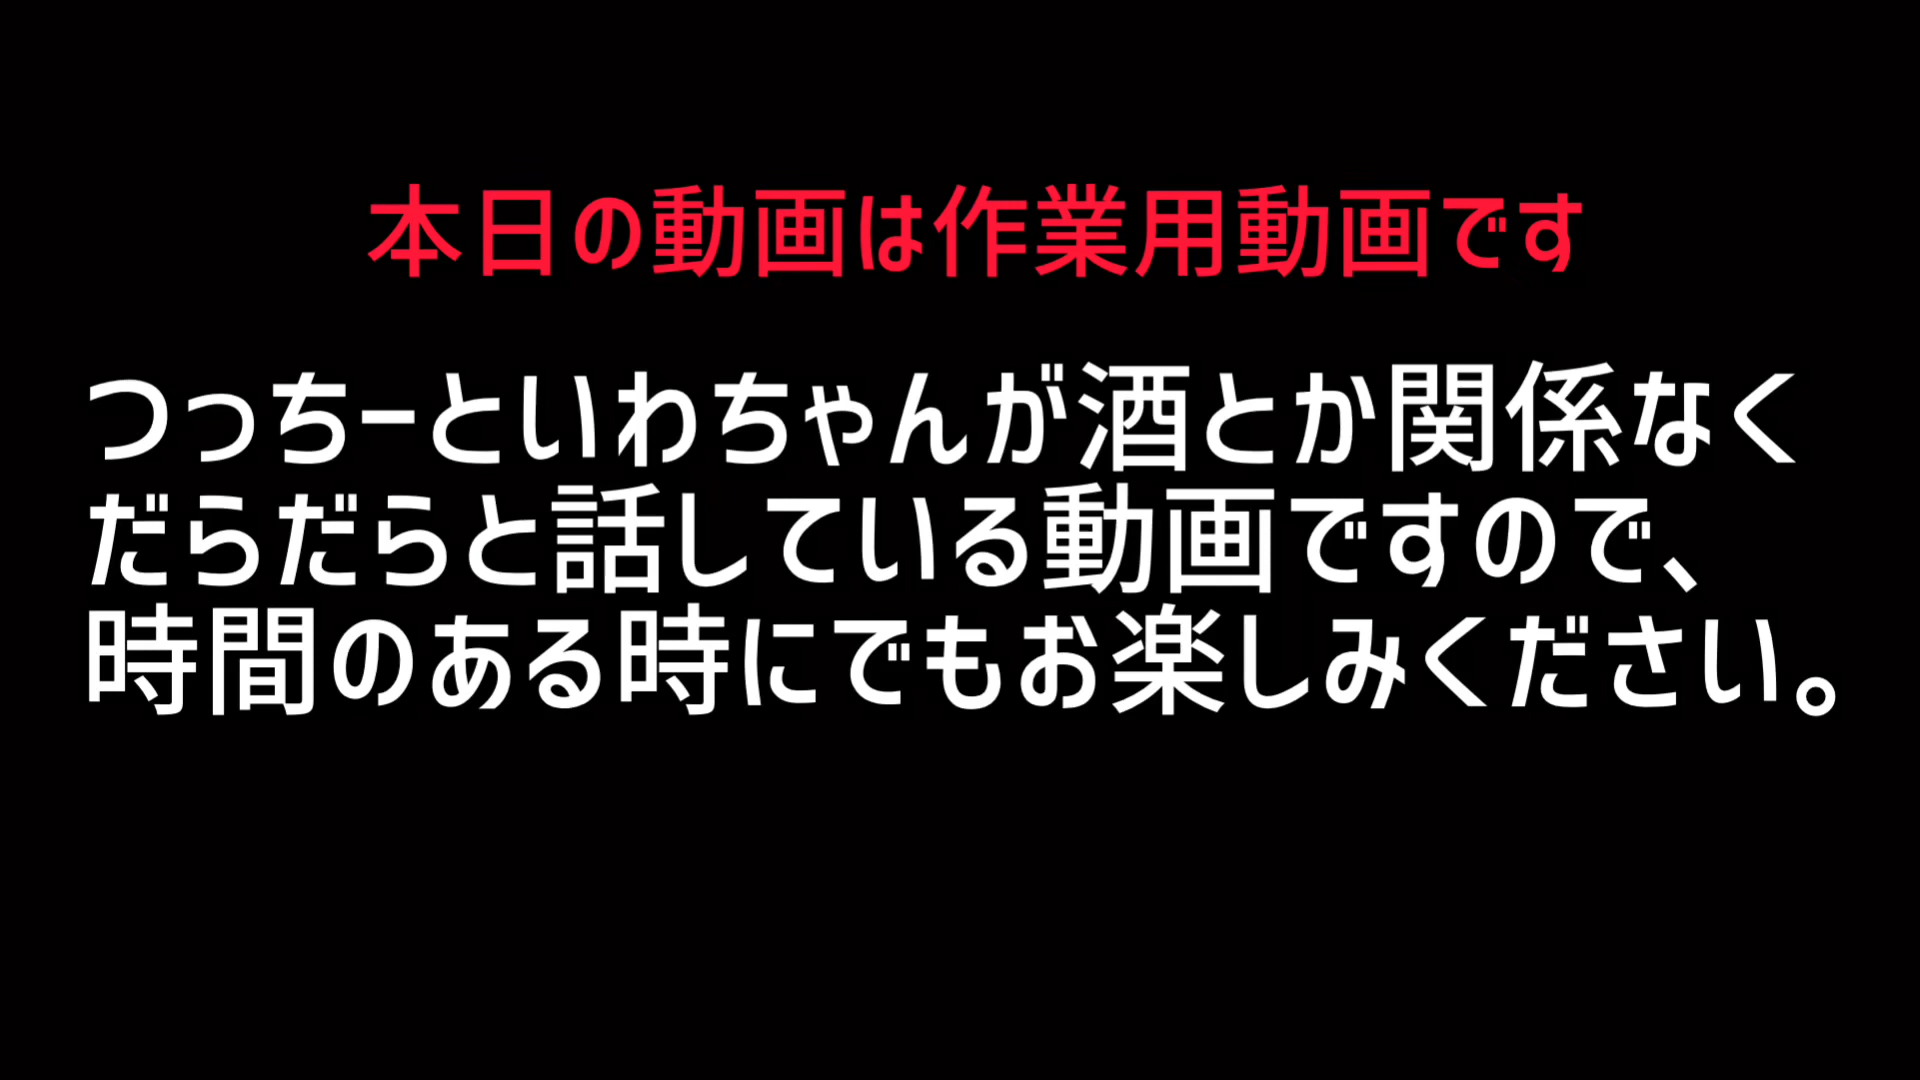 本日の動画は作業用動画です
つっちーといわちゃんが酒とか関係なく
だらだらと話している動画ですので、
時間のある時にでもお楽しみください。